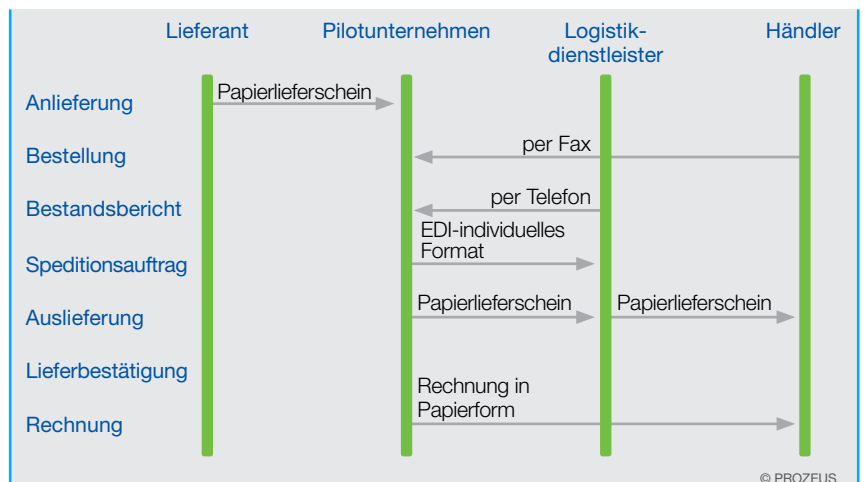 Lieferant
Pilotunternehmen
Logistik-
dienstleister
Händler
Anlieferung
Papierlieferschein
Bestellung
per Fax
Bestandsbericht
per Telefon
Speditionsauftrag
EDI-individuelles
Format
Auslieferung
Papierlieferschein
Papierlieferschein
Lieferbestätigung
Rechnung
Rechnung in
Papierform
© PROZEUS